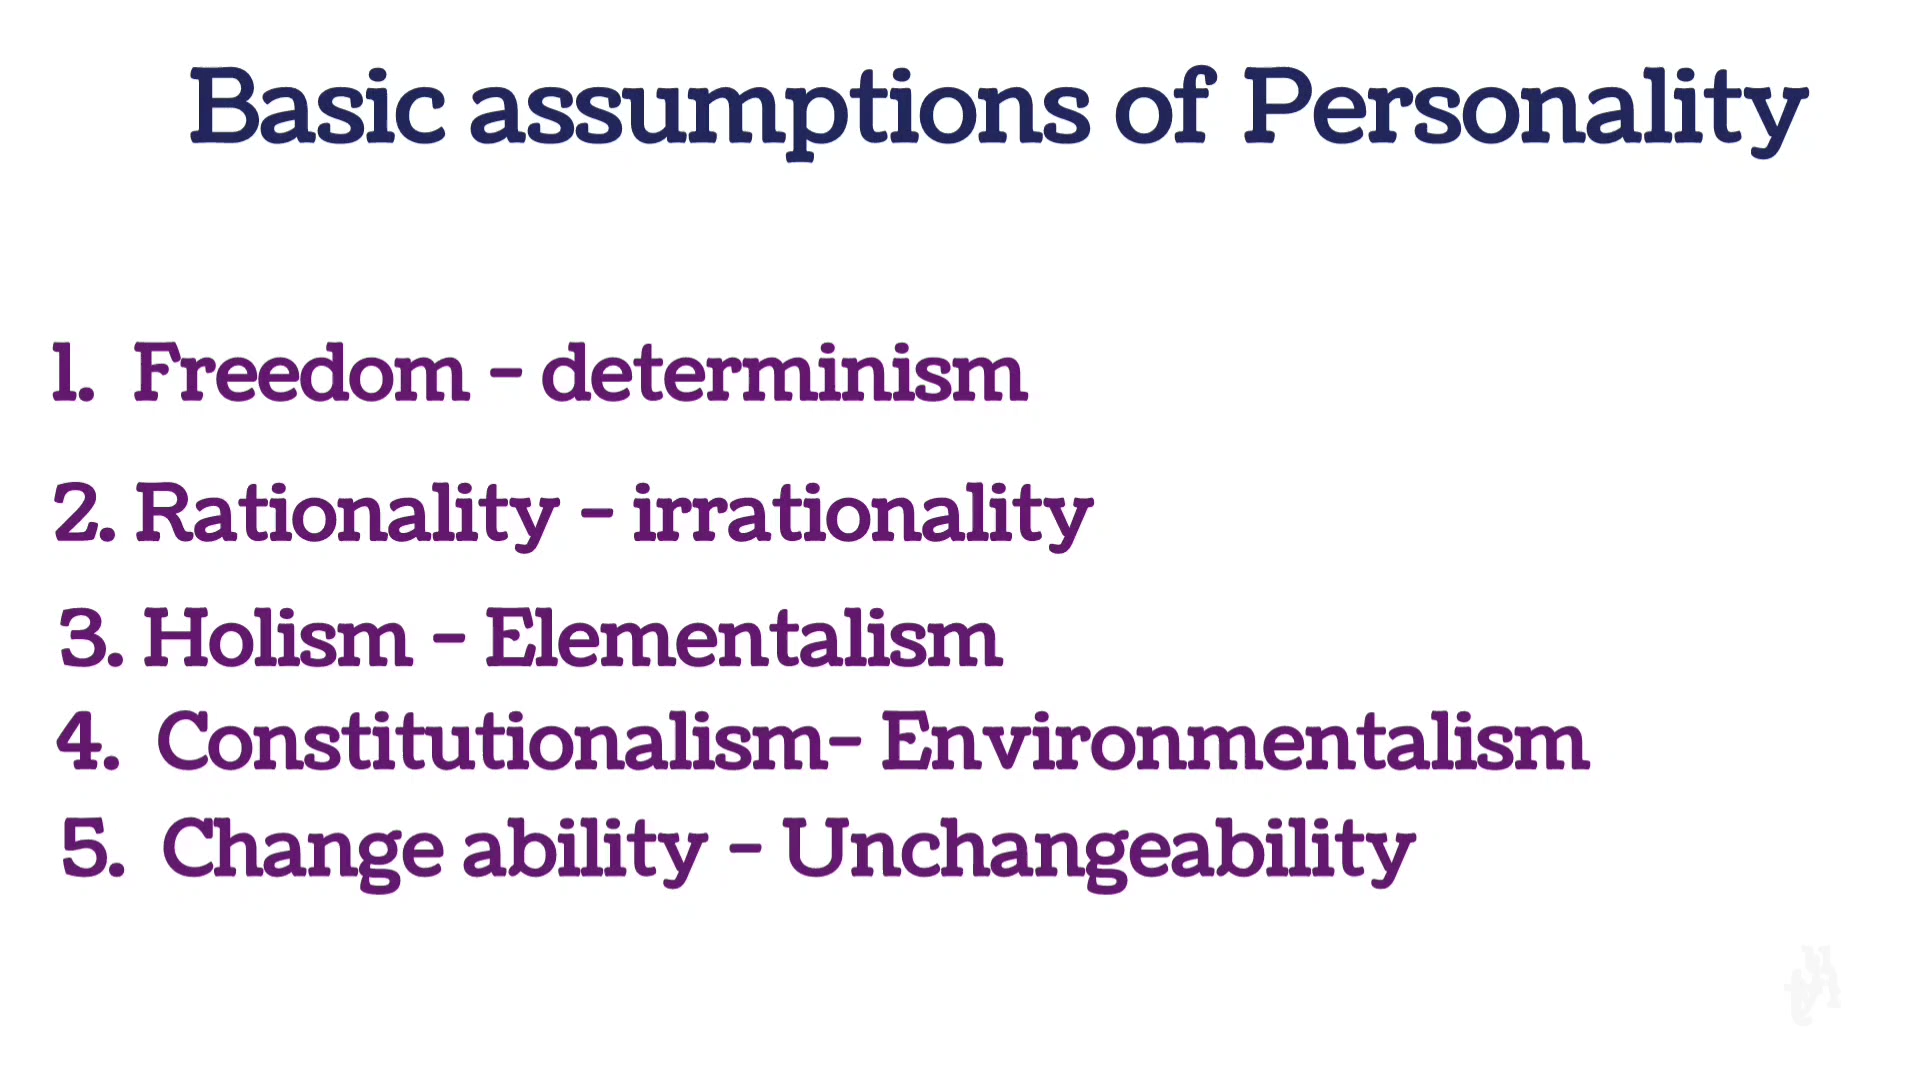 Basic assumptions of Personality
1. Freedom - determinism
2. Rationality - irrationality
3. Holism - Elementalism
4. Constitutionalism- Environmentalism
5. Change ability - Unchangeability